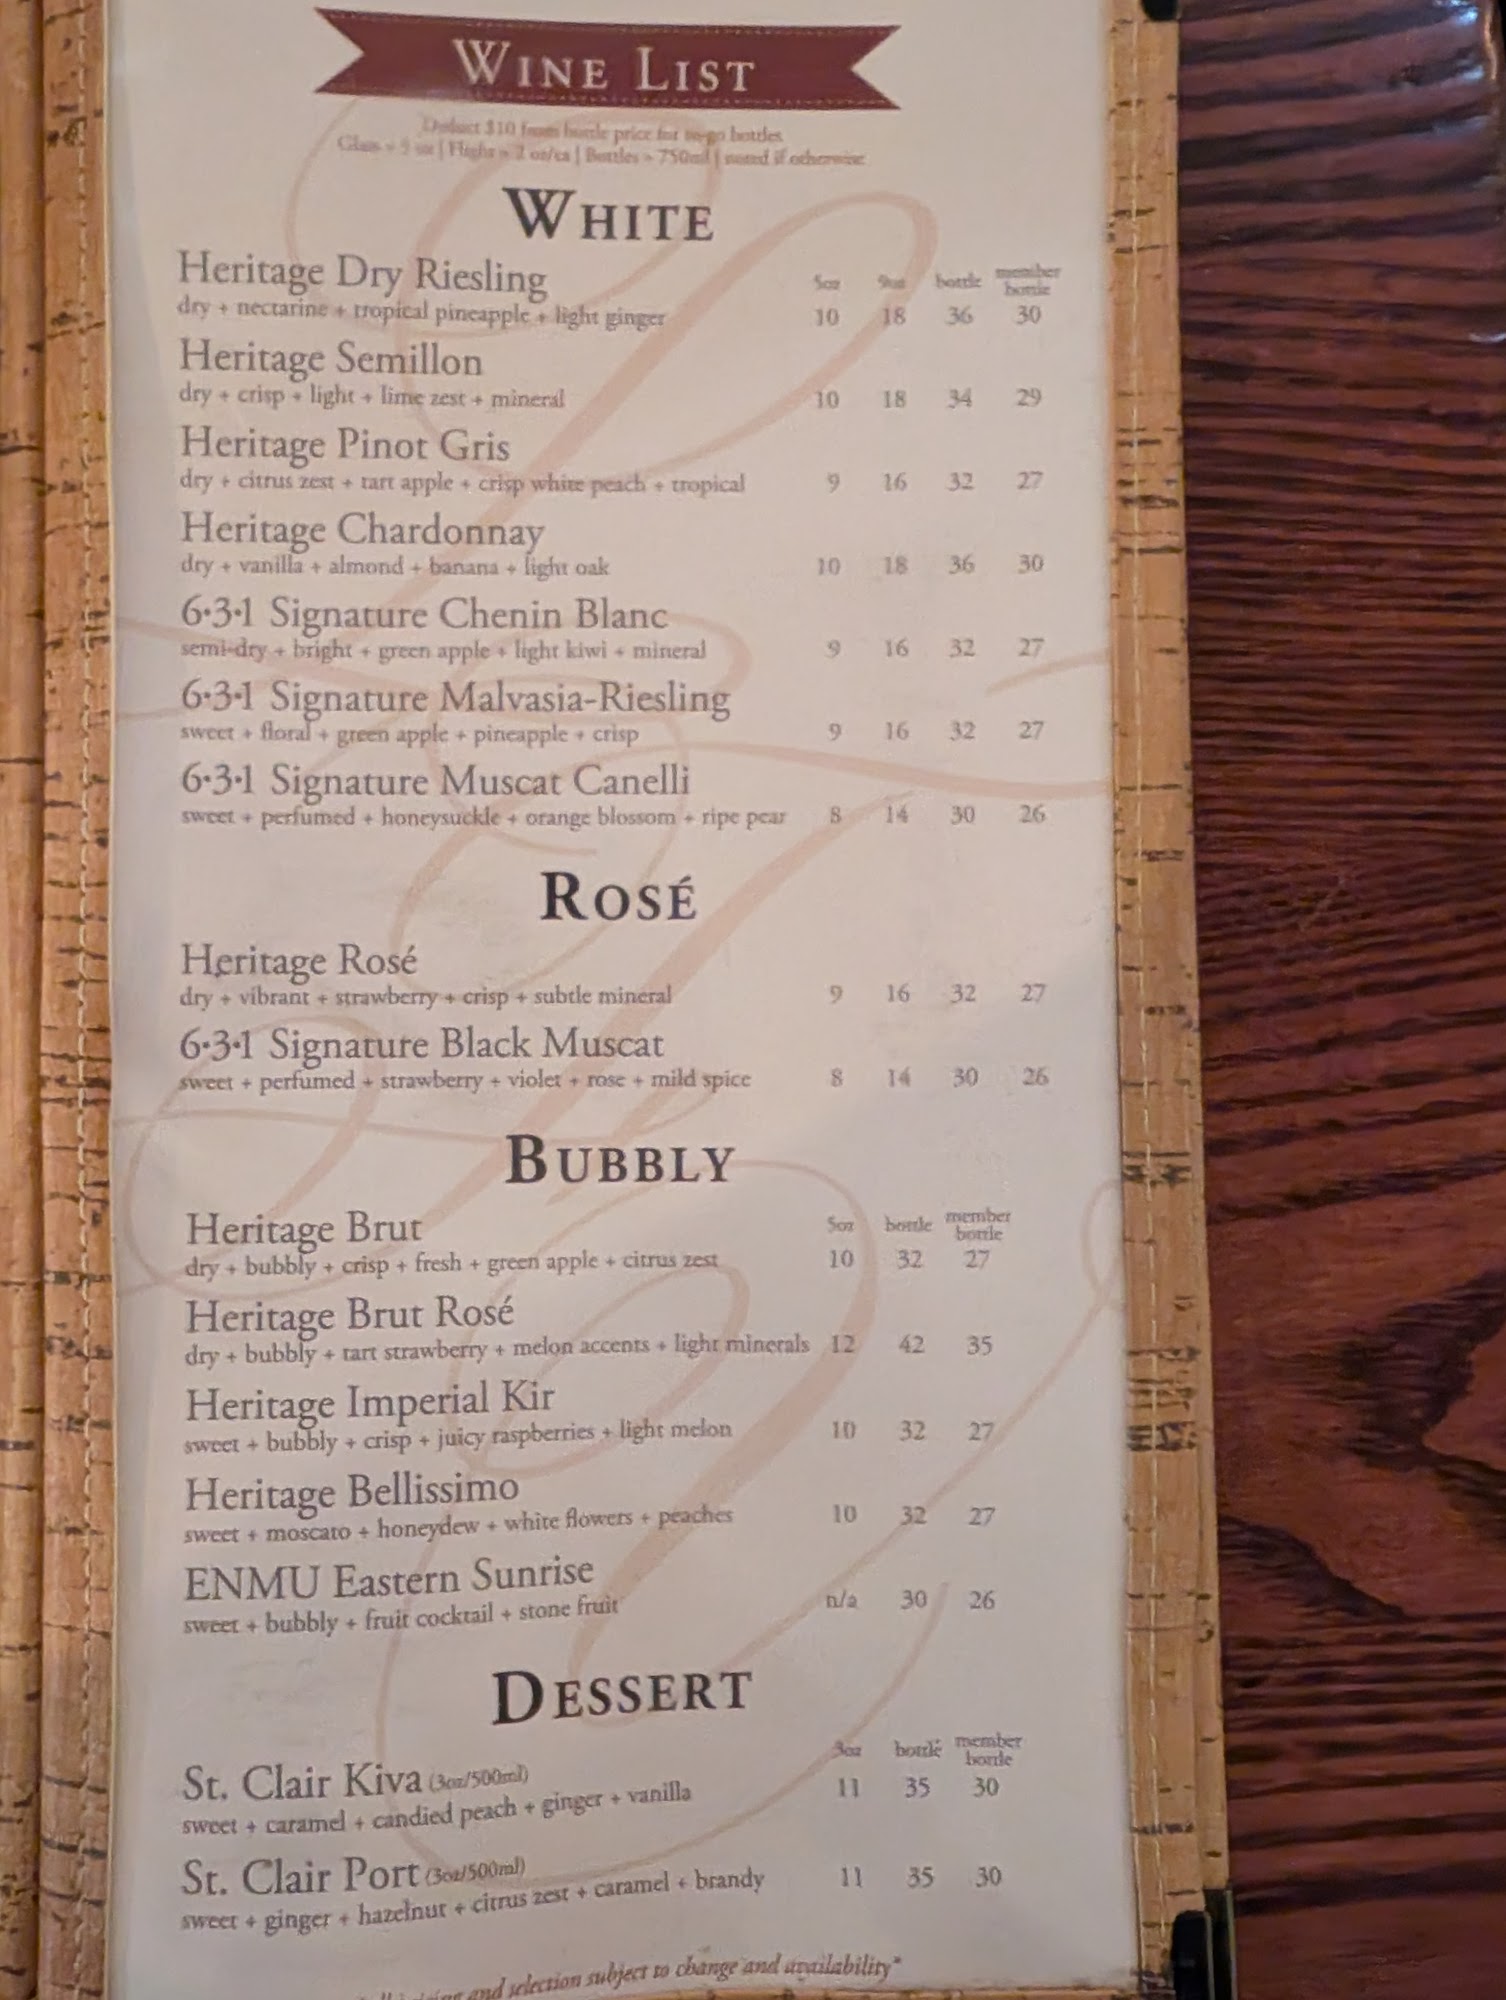 WINE LIST
Deduct $10 from bottle price for to-go bottles
Glass = 5 oz | Flight = 2 oz/ea | Bottles = 750ml | noted if otherwise
WHITE
Heritage Dry Riesling 5oz 9oz bottle member bottle
dry + nectarine + tropical pineapple + light ginger 10 18 36 30
Heritage Semillon
dry + crisp + light + lime zest + mineral 10 18 34 29
Heritage Pinot Gris
dry + citrus zest + tart apple + crisp white peach + tropical 9 16 32 27
Heritage Chardonnay
dry + vanilla + almond + banana + light oak 10 18 36 30
6•3•1 Signature Chenin Blanc
semi-dry + bright + green apple + light kiwi + mineral 9 16 32 27
6•3•1 Signature Malvasia-Riesling
sweet + floral + green apple + pineapple + crisp 9 16 32 27
6•3•1 Signature Muscat Canelli
sweet + perfumed + honeysuckle + orange blossom + ripe pear 8 14 30 26
ROSÉ
Heritage Rosé
dry + vibrant + strawberry + crisp + subtle mineral 9 16 32 27
6•3•1 Signature Black Muscat
sweet + perfumed + strawberry + violet + rose + mild spice 8 14 30 26
BUBBLY
Heritage Brut 5oz bottle member bottle
dry + bubbly + crisp + fresh + green apple + citrus zest 10 32 27
Heritage Brut Rosé
dry + bubbly + tart strawberry + melon accents + light minerals 12 42 35
Heritage Imperial Kir
sweet + bubbly + crisp + juicy raspberries + light melon 10 32 27
Heritage Bellissimo
sweet + moscato + honeydew + white flowers + peaches 10 32 27
ENMU Eastern Sunrise
sweet + bubbly + fruit cocktail + stone fruit n/a 30 26
DESSERT
St. Clair Kiva (3oz/500ml) 3oz bottle member bottle
sweet + caramel + candied peach + ginger + vanilla 11 35 30
St. Clair Port (3oz/500ml)
sweet + ginger + hazelnut + citrus zest + caramel + brandy 11 35 30
and selection subject to change and availability*